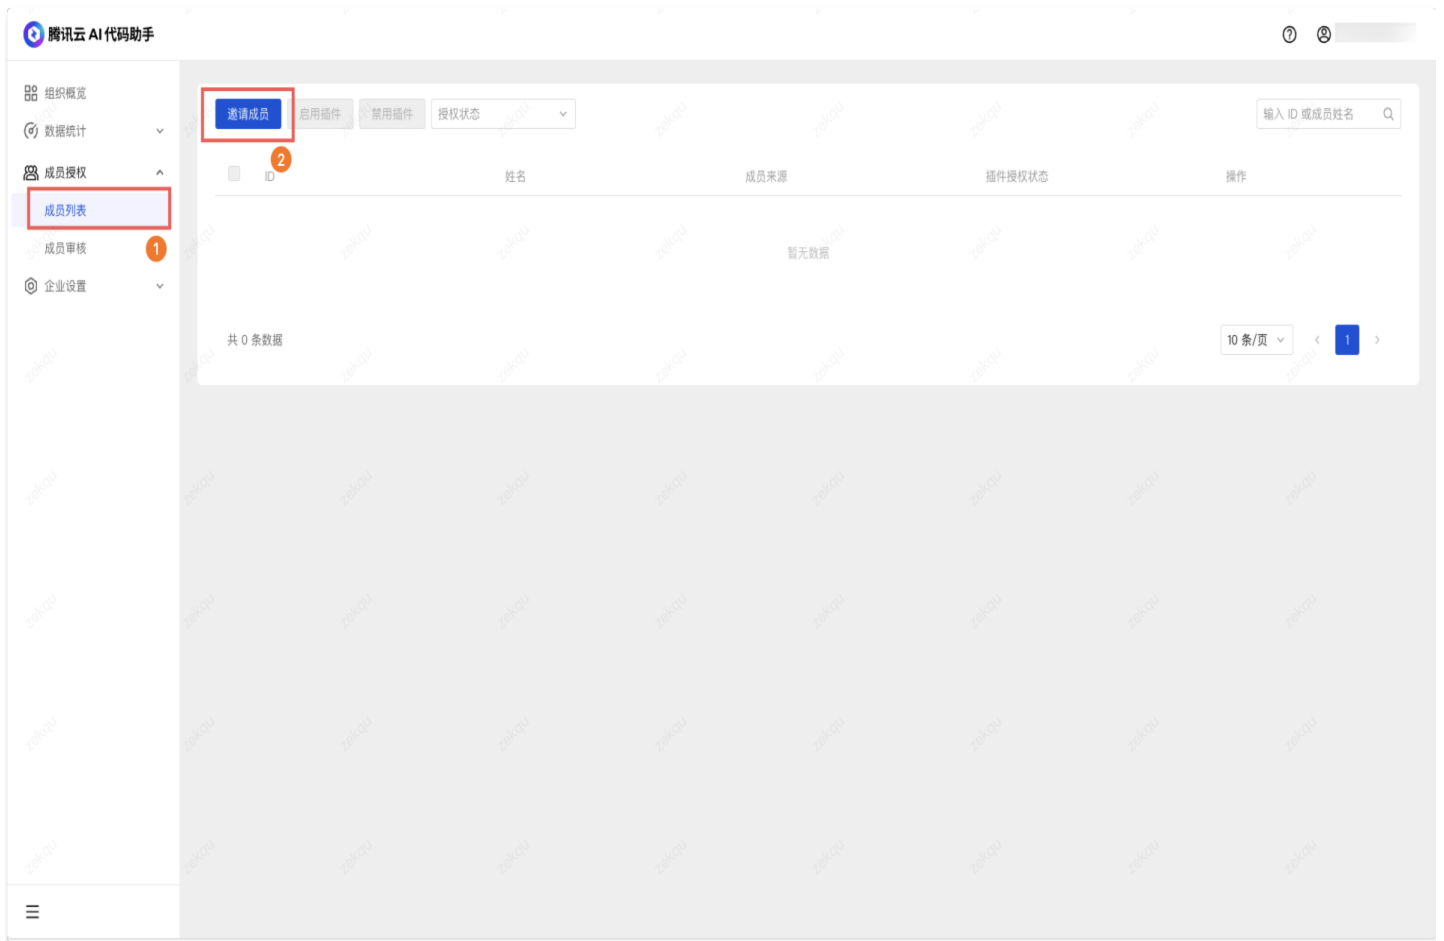 腾讯云 AI 代码助手
组织概览
数据统计
成员授权
成员列表
成员审核
1
企业设置
邀请成员 启用插件 禁用插件 授权状态 输入 ID 或成员姓名
2
ID 姓名 成员来源 插件授权状态 操作
暂无数据
共 0 条数据 10 条/页 1
zekqu